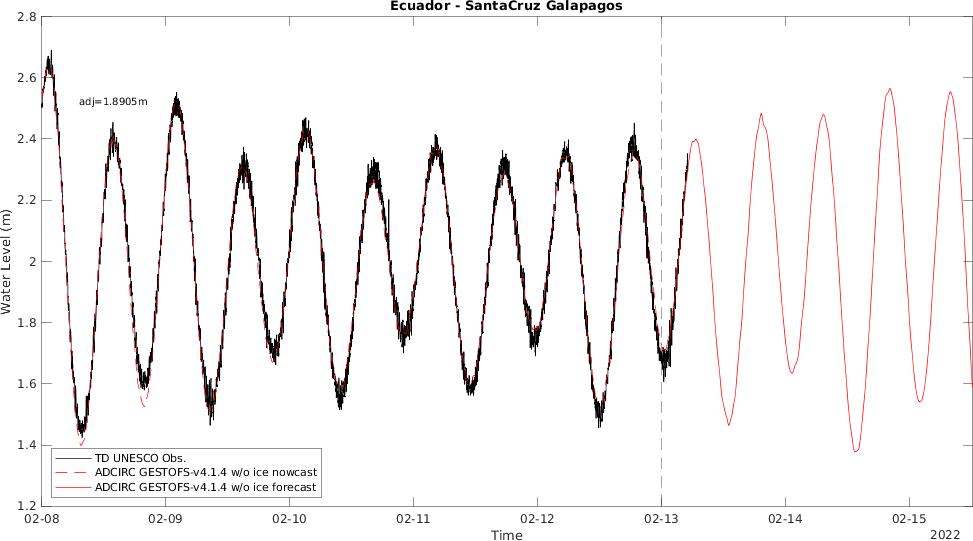 Ecuador - SantaCruz Galapagos
2.8
2.6
2.4
2.2
2
1.8
1.6
1.4
1.2
Water Level (m)
adj=1.8905m
TD UNESCO Obs.
ADCIRC GESTOFS-v4.1.4 w/o ice nowcast
ADCIRC GESTOFS-v4.1.4 w/o ice forecast
02-08 02-09 02-10 02-11 02-12 02-13 02-14 02-15
Time
2022